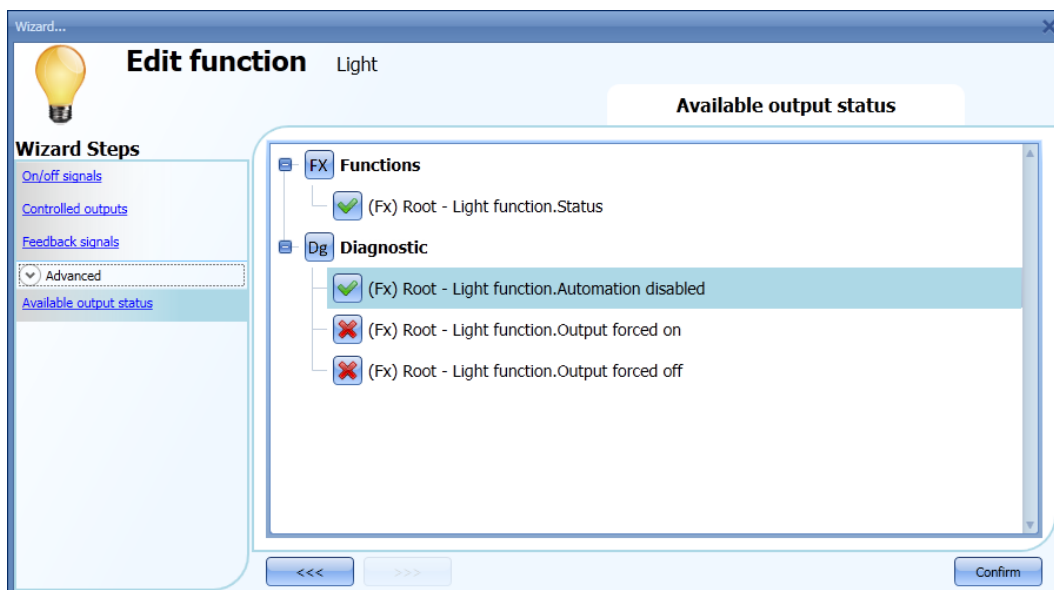 Wizard...
Edit function Light
Available output status
Wizard Steps
On/off signals
Controlled outputs
Feedback signals
Advanced
Available output status
FX Functions
(Fx) Root - Light function.Status
Dg Diagnostic
(Fx) Root - Light function.Automation disabled
(Fx) Root - Light function.Output forced on
(Fx) Root - Light function.Output forced off
<<<
>>>
Confirm